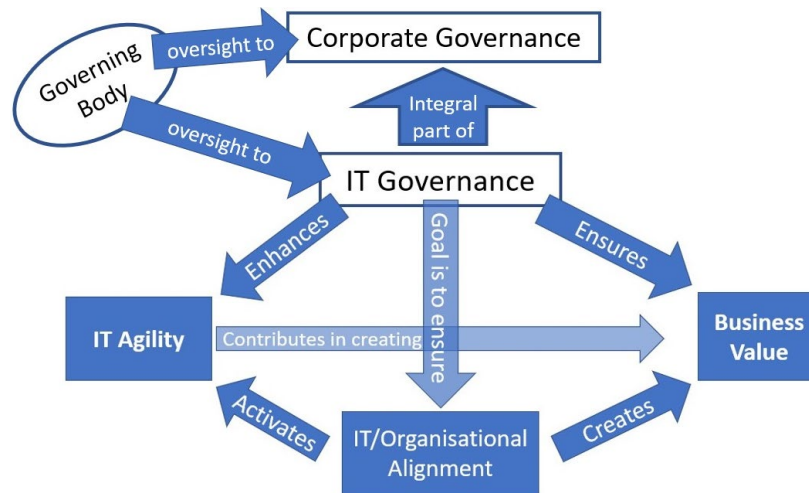 Governing
Body
oversight to
Corporate Governance
Integral
part of
oversight to
IT Governance
Enhances
Goal is to ensure
Ensures
IT Agility
Contributes in creating
Business
Value
Activates
IT/Organisational
Alignment
Creates